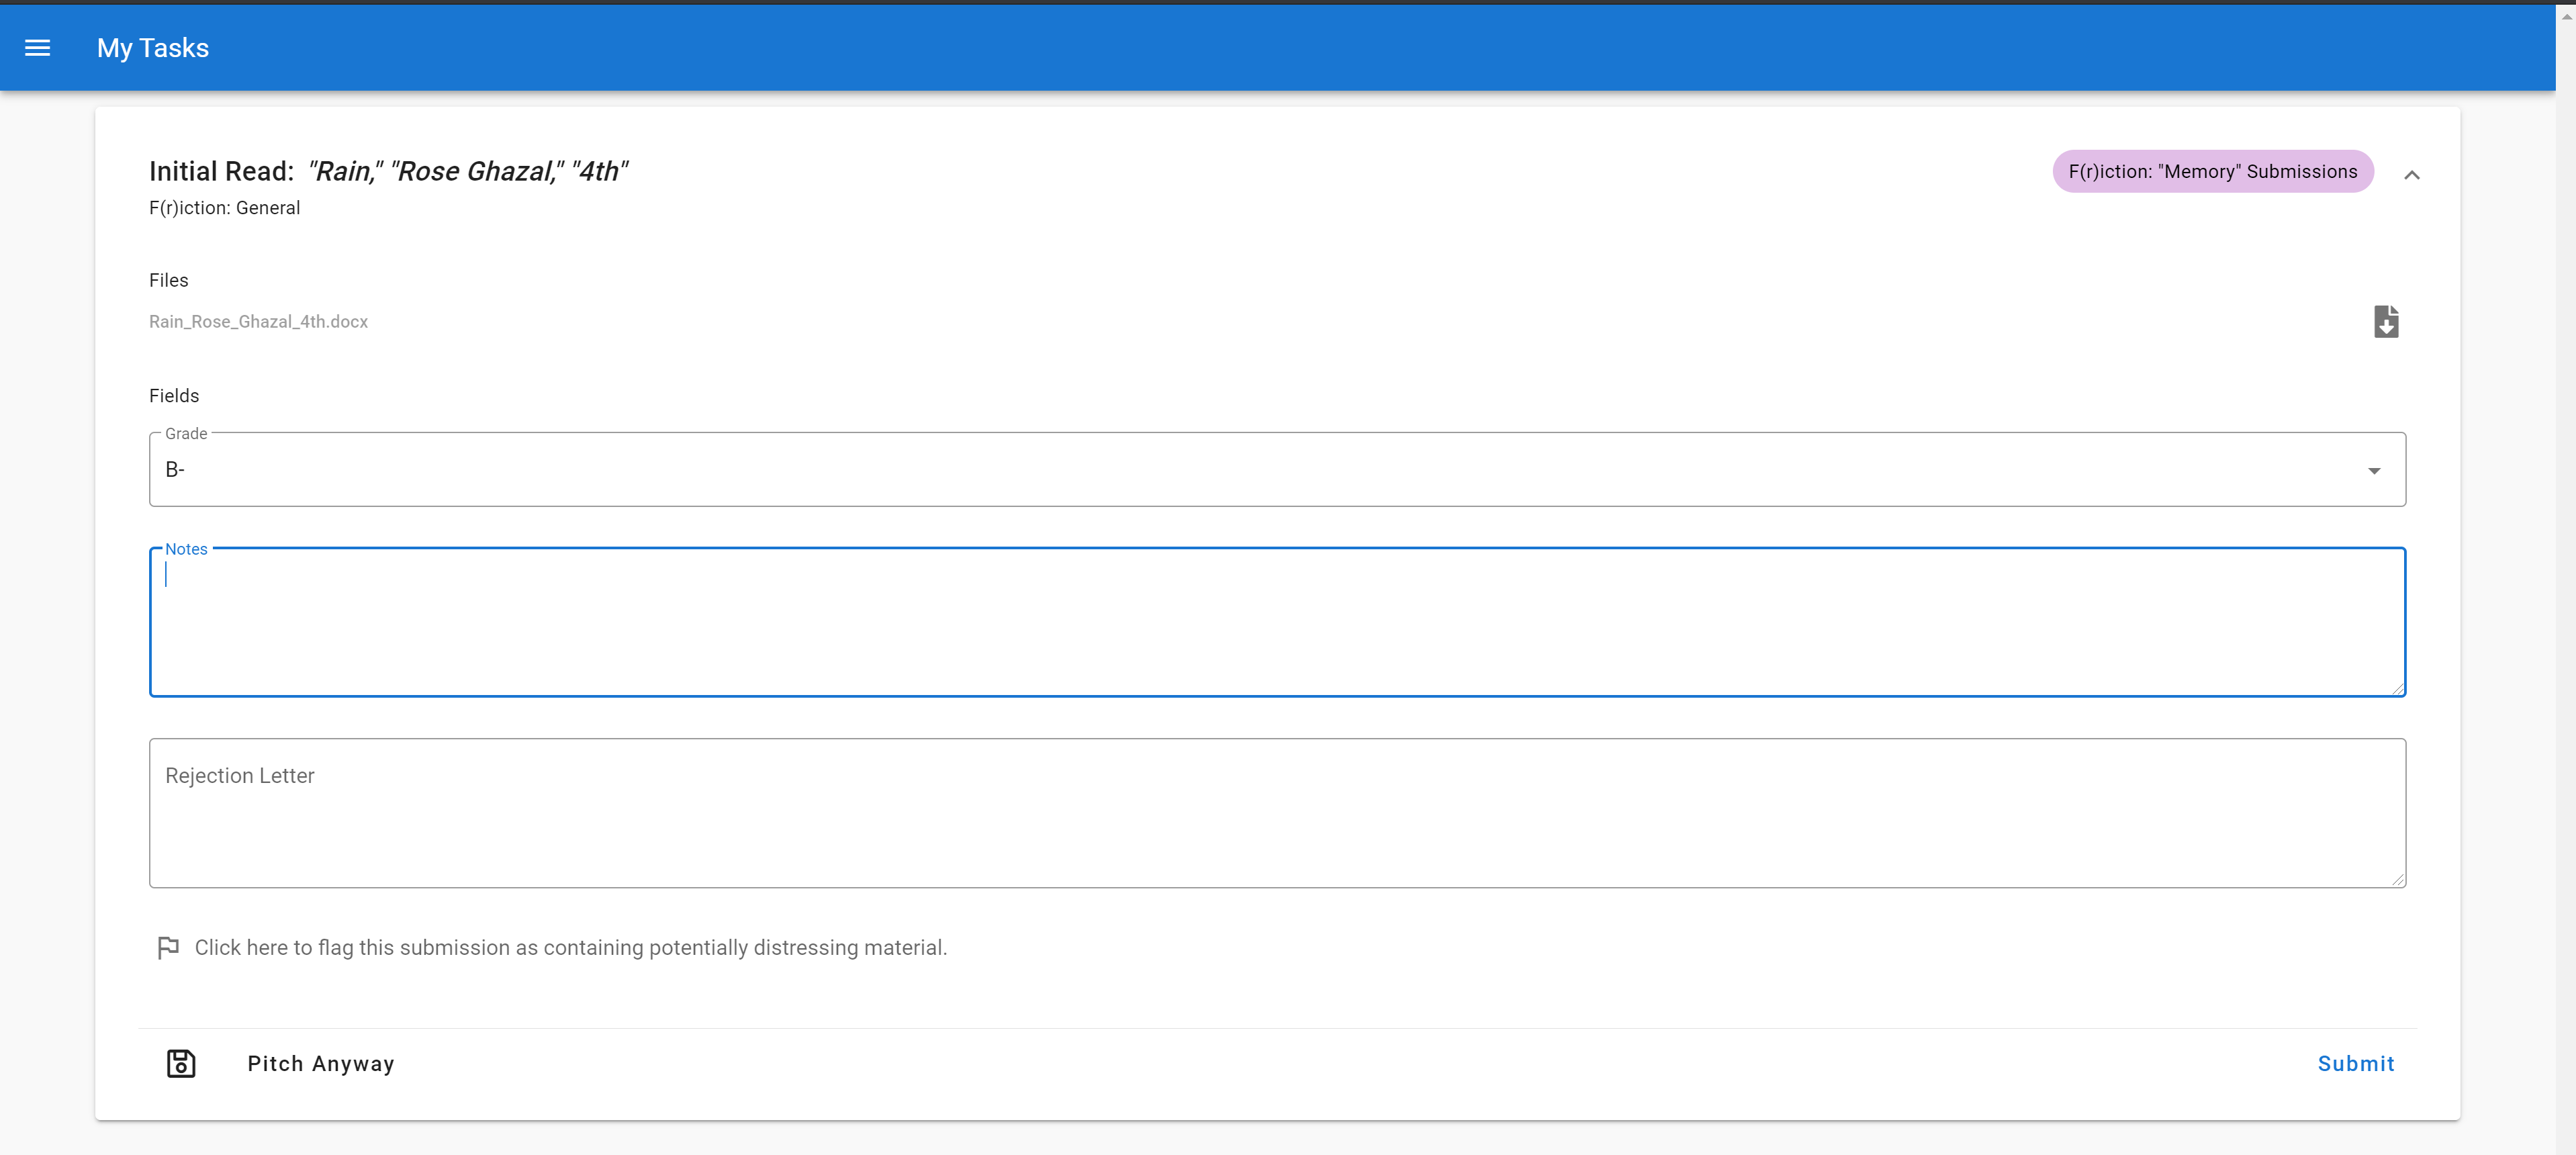 My Tasks
Initial Read: "Rain," "Rose Ghazal," "4th"
F(r)iction: "Memory" Submissions
F(r)iction: General
Files
Rain_Rose_Ghazal_4th.docx
Fields
Grade
B-
Notes
Rejection Letter
Click here to flag this submission as containing potentially distressing material.
Pitch Anyway
Submit